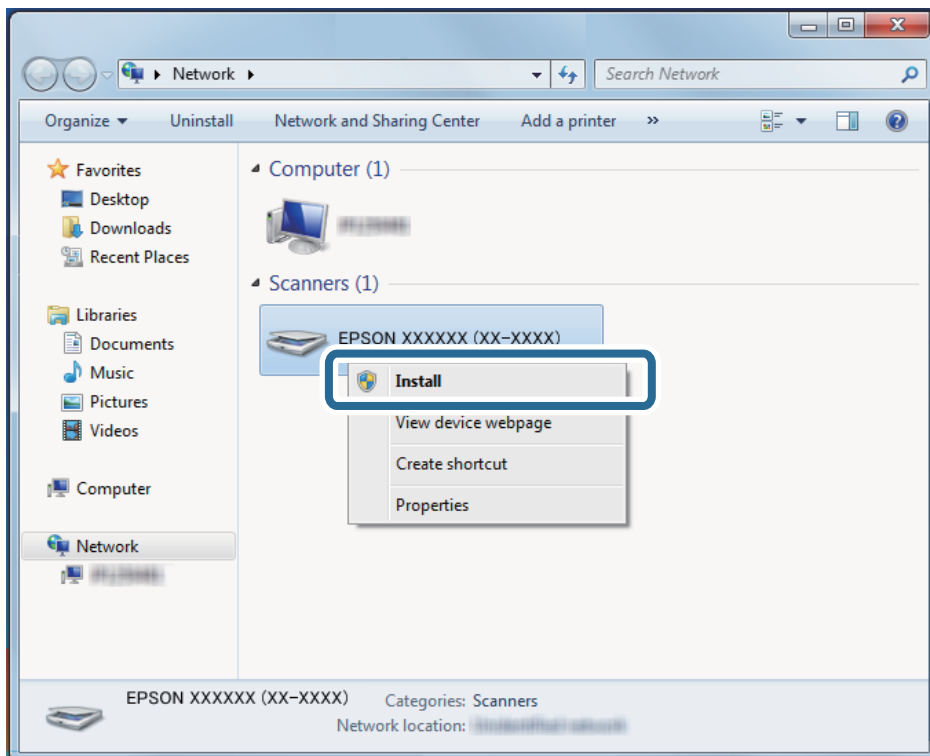 Network
Search Network
Organize Uninstall Network and Sharing Center Add a printer »
Favorites
Desktop
Downloads
Recent Places
Libraries
Documents
Music
Pictures
Videos
Computer
Network
Computer (1)
Scanners (1)
EPSON XXXXXX (XX-XXXX)
Install
View device webpage
Create shortcut
Properties
EPSON XXXXXX (XX-XXXX) Categories: Scanners
Network location: